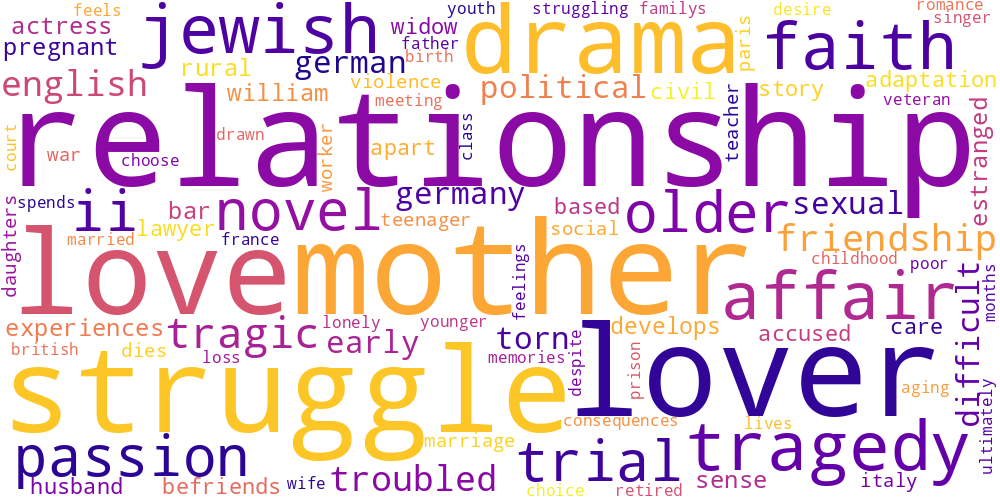 feels
youth
struggling
familys
desire
romance
actress
jewish
widow
drama
singer
pregnant
father
paris
faith
german
birth
rural
english
violence
political
civil
story
adaptation
william
meeting
veteran
relationship
court
drawn
class
teacher
estranged
war
choose
worker
apart
spends
ii
bar
novel
germany
based
older
sexual
daughters
lawyer
teenager
social
friendship
married
france
love
mother
feelings
childhood
poor
affair
difficult
months
experiences
tragic
lonely
younger
torn
develops
accused
care
british
dies
loss
early
memories
despite
prison
lover
aging
struggle
ultimately
consequences
lives
marriage
passion
trial
tragedy
husband
befriends
wife
troubled
choice
retired
sense
italy